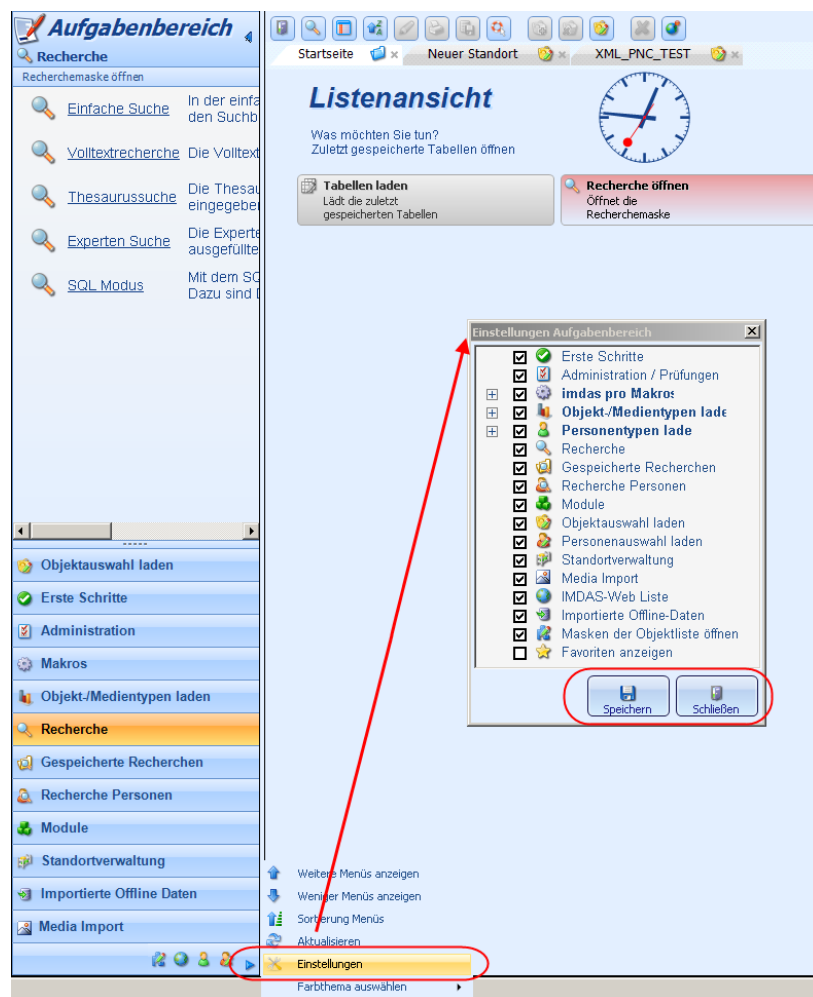 Aufgabenbereich
Recherche
Recherchemaske öffnen
Einfache Suche
In der einfa
den Suchb
Volltextrecherche
Die Volltext
Thesaurussuche
Die Thesau
eingegeber
Experten Suche
Die Experte
ausgefüllte
SQL Modus
Mit dem SQ
Dazu sind
Objektauswahl laden
Erste Schritte
Administration
Makros
Objekt-/Medientypen laden
Recherche
Gespeicherte Recherchen
Recherche Personen
Module
Standortverwaltung
Importierte Offline Daten
Media Import
Startseite
Neuer Standort
XML_PNC_TEST
Listenansicht
Was möchten Sie tun?
Zuletzt gespeicherte Tabellen öffnen
Tabellen laden
Lädt die zuletzt
gespeicherten Tabellen
Recherche öffnen
Öffnet die
Recherchemaske
Einstellungen Aufgabenbereich
Erste Schritte
Administration / Prüfungen
imdas pro Makros
Objekt-/Medientypen lade
Personentypen lade
Recherche
Gespeicherte Recherchen
Recherche Personen
Module
Objektauswahl laden
Personenauswahl laden
Standortverwaltung
Media Import
IMDAS-Web Liste
Importierte Offline-Daten
Masken der Objektliste öffnen
Favoriten anzeigen
Speichern
Schließen
Weitere Menüs anzeigen
Weniger Menüs anzeigen
Sortierung Menüs
Aktualisieren
Einstellungen
Farbthema auswählen